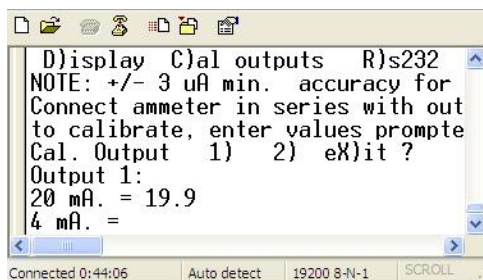 D)isplay C)al outputs R)s232
NOTE: +/- 3 uA min. accuracy for
Connect ammeter in series with out
to calibrate, enter values prompte
Cal. Output 1) 2) eX)it ?
Output 1:
20 mA. = 19.9
4 mA. =
Connected 0:44:06 Auto detect 19200 8-N-1 SCROLL